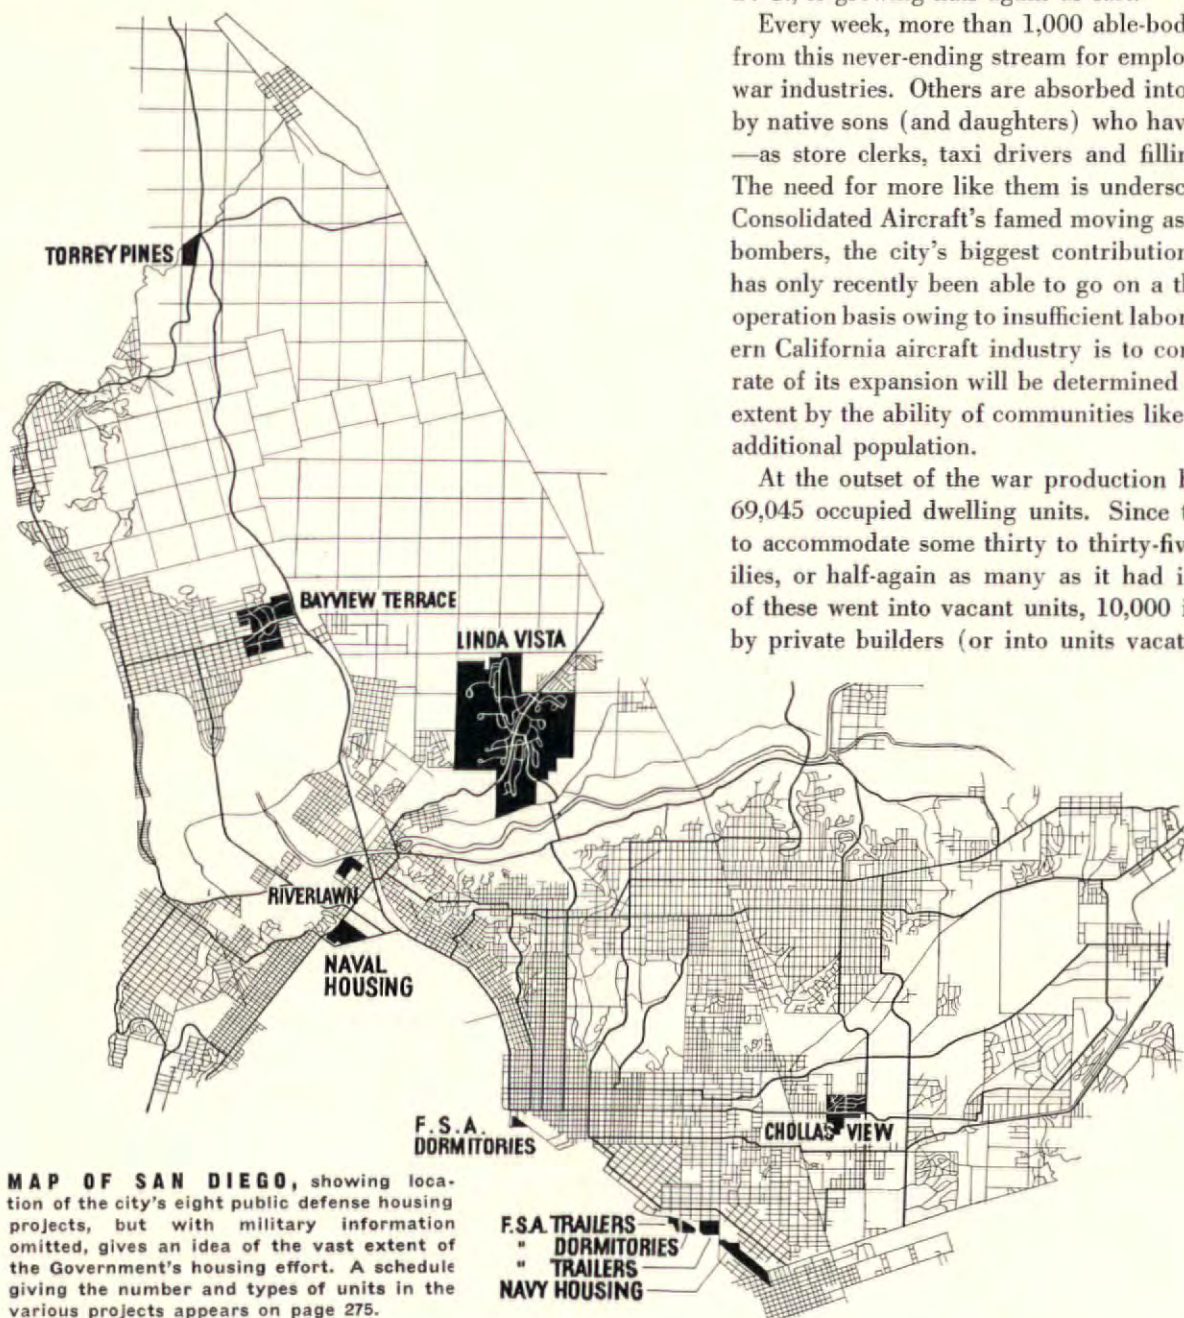 Every week, more than 1,000 able-bod
from this never-ending stream for emplo
war industries. Others are absorbed into
by native sons (and daughters) who hav
—as store clerks, taxi drivers and fillin
The need for more like them is undersc
Consolidated Aircraft's famed moving as
bombers, the city's biggest contribution
has only recently been able to go on a th
operation basis owing to insufficient labor
ern California aircraft industry is to con
rate of its expansion will be determined
extent by the ability of communities like
additional population.
At the outset of the war production
69,045 occupied dwelling units. Since t
to accommodate some thirty to thirty-fiv
ilies, or half-again as many as it had i
of these went into vacant units, 10,000 i
by private builders (or into units vacat
TORREY PINES
BAYVIEW TERRACE
LINDA VISTA
RIVERLAWN
NAVAL
HOUSING
F.S.A.
DORMITORIES
CHOLLAS VIEW
F.S.A. TRAILERS
" DORMITORIES
" TRAILERS
NAVY HOUSING
MAP OF SAN DIEGO, showing loca-
tion of the city's eight public defense housing
projects, but with military information
omitted, gives an idea of the vast extent of
the Government's housing effort. A schedule
giving the number and types of units in the
various projects appears on page 275.